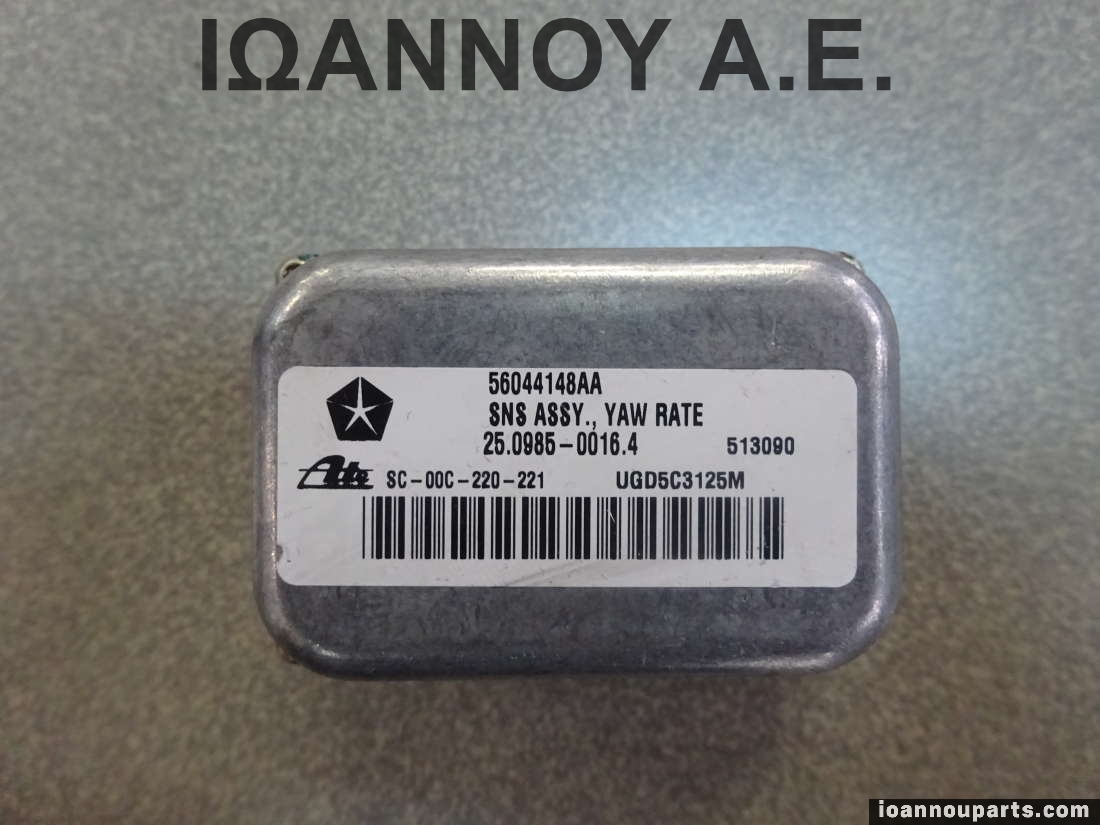 ΙΩΑΝΝΟΥ Α.Ε.
56044148AA
SNS ASSY., YAW RATE
25.0985-0016.4 513090
Ate SC-00C-220-221 UGD5C3125M
ioannouparts.com